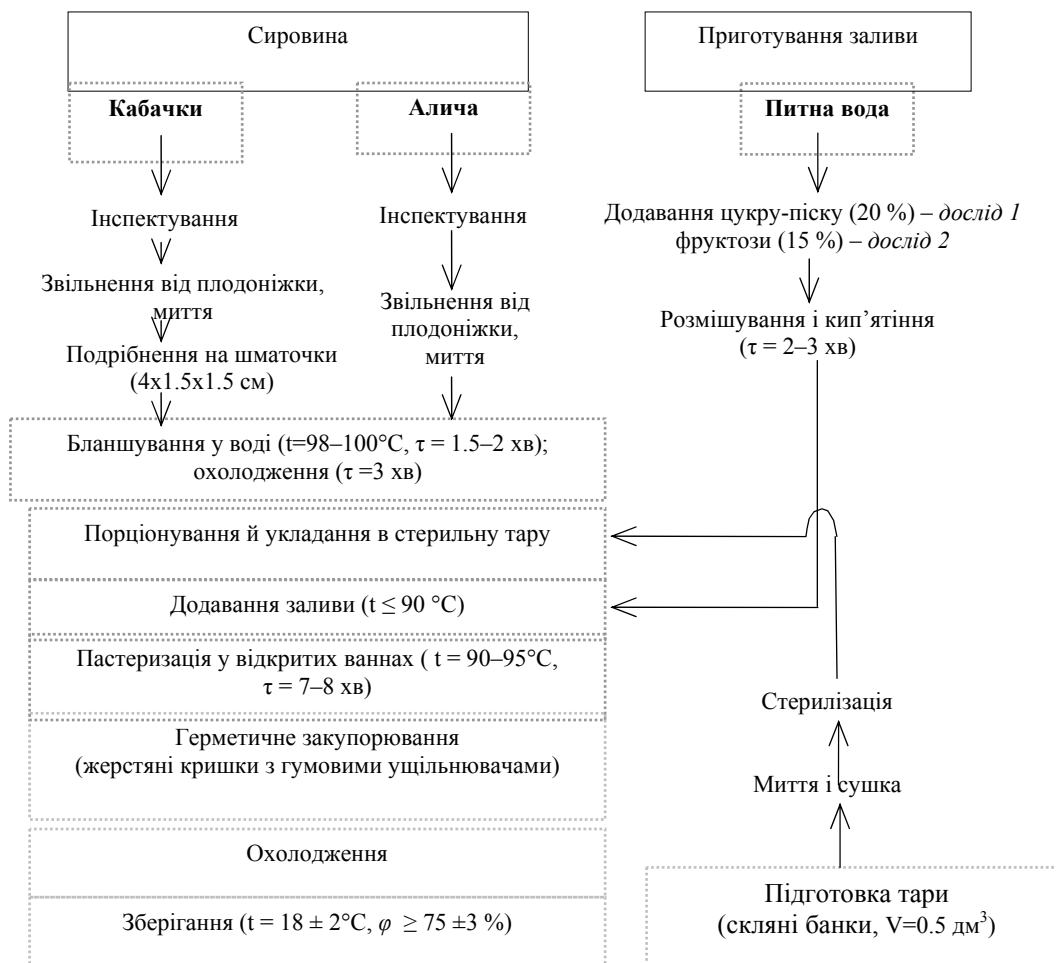 Сировина
Приготування заливи
Кабачки
Алича
Питна вода
Інспектування
Інспектування
Додавання цукру-піску (20 %) – дослід 1
фруктози (15 %) – дослід 2
Звільнення від плодоніжки,
миття
Звільнення від
плодоніжки,
миття
Розмішування і кип’ятіння
(τ = 2–3 хв)
Подрібнення на шматочки
(4х1.5х1.5 см)
Бланшування у воді (t=98–100°C, τ = 1.5–2 хв);
охолодження (τ =3 хв)
Порціонування й укладання в стерильну тару
Додавання заливи (t ≤ 90 °C)
Пастеризація у відкритих ваннах ( t = 90–95°C,
τ = 7–8 хв)
Стерилізація
Герметичне закупорювання
(жерстяні кришки з гумовими ущільнювачами)
Миття і сушка
Охолодження
Підготовка тари
(скляні банки, V=0.5 дм³)
Зберігання (t = 18 ± 2°C, φ ≥ 75 ±3 %)